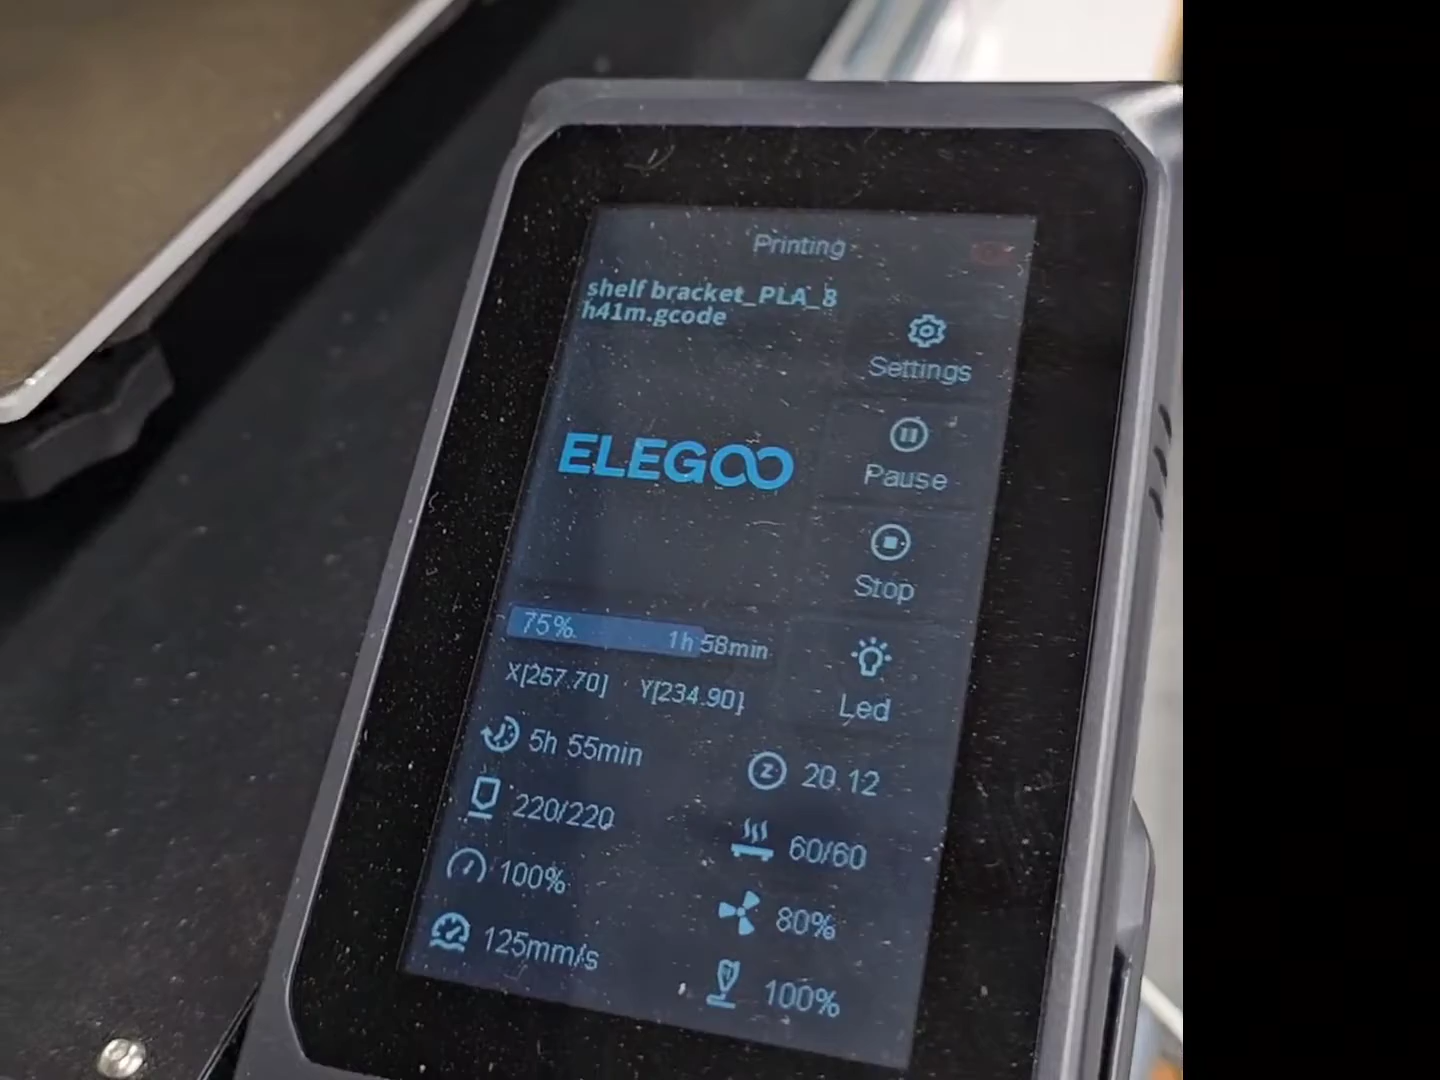 Printing
shelf bracket_PLA_8
h41m.gcode
Settings
ELEGOO
Pause
Stop
75% 1h 58min
X[257.70] Y[234.90]
Led
5h 55min
Z 20.12
220/220
60/60
100%
80%
125mm/s
100%